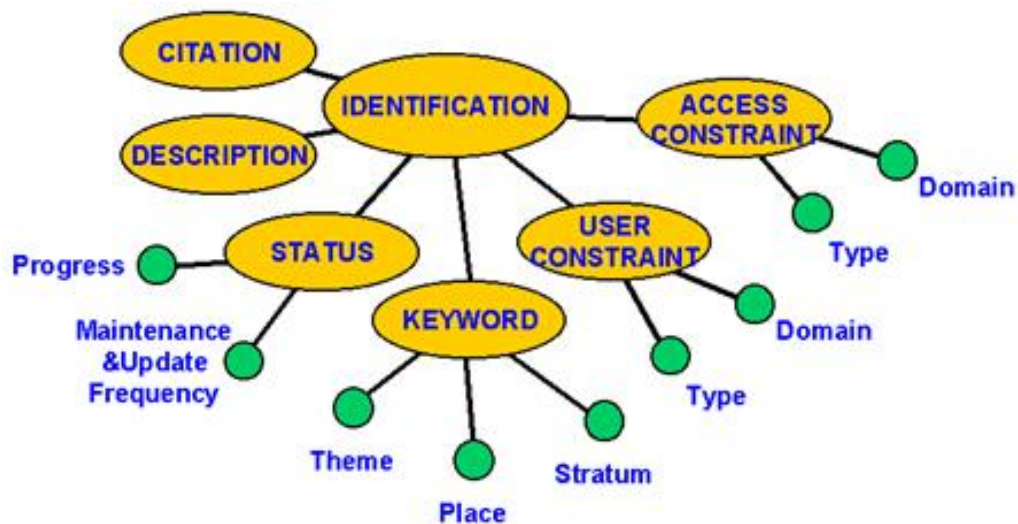 CITATION
IDENTIFICATION
ACCESS
CONSTRAINT
DESCRIPTION
Domain
USER
CONSTRAINT
STATUS
Type
Progress
KEYWORD
Domain
Maintenance
&Update
Frequency
Type
Theme
Stratum
Place